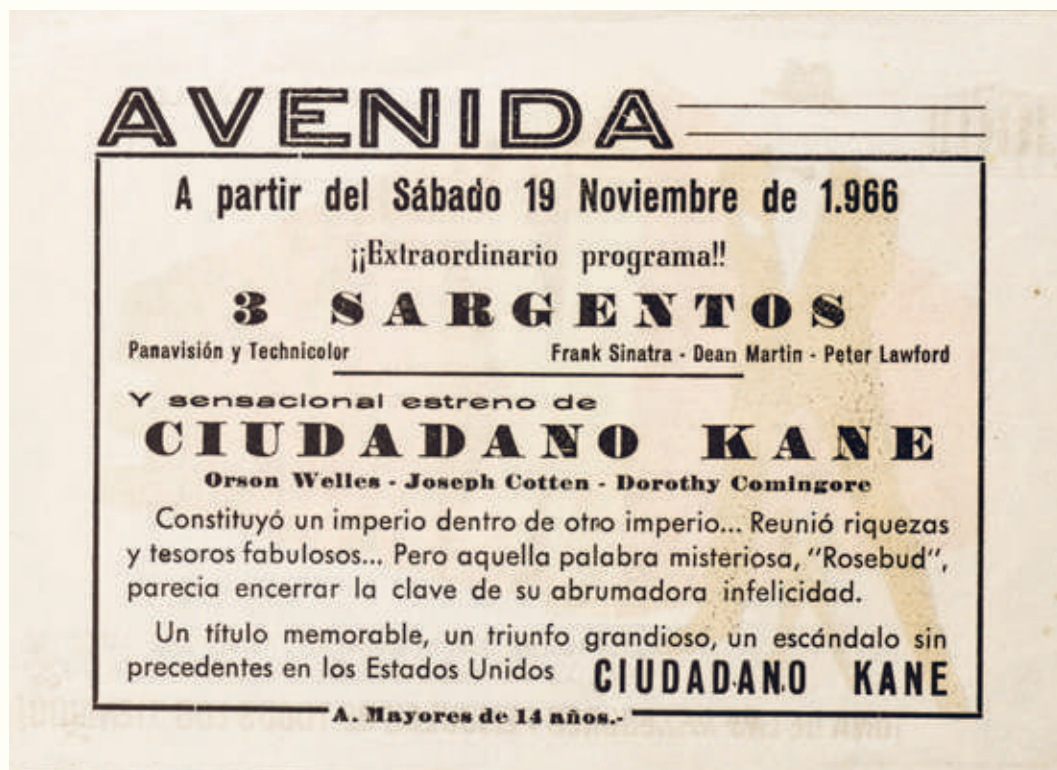 AVENIDA
A partir del Sábado 19 Noviembre de 1.966
¡¡Extraordinario programa!!
3 SARGENTOS
Panavisión y Technicolor Frank Sinatra - Dean Martin - Peter Lawford
Y sensacional estreno de
CIUDADANO KANE
Orson Welles - Joseph Cotten - Dorothy Comingore
Constituyó un imperio dentro de otro imperio... Reunió riquezas
y tesoros fabulosos... Pero aquella palabra misteriosa, "Rosebud",
parecia encerrar la clave de su abrumadora infelicidad.
Un título memorable, un triunfo grandioso, un escándalo sin
precedentes en los Estados Unidos CIUDADANO KANE
A. Mayores de 14 años.-